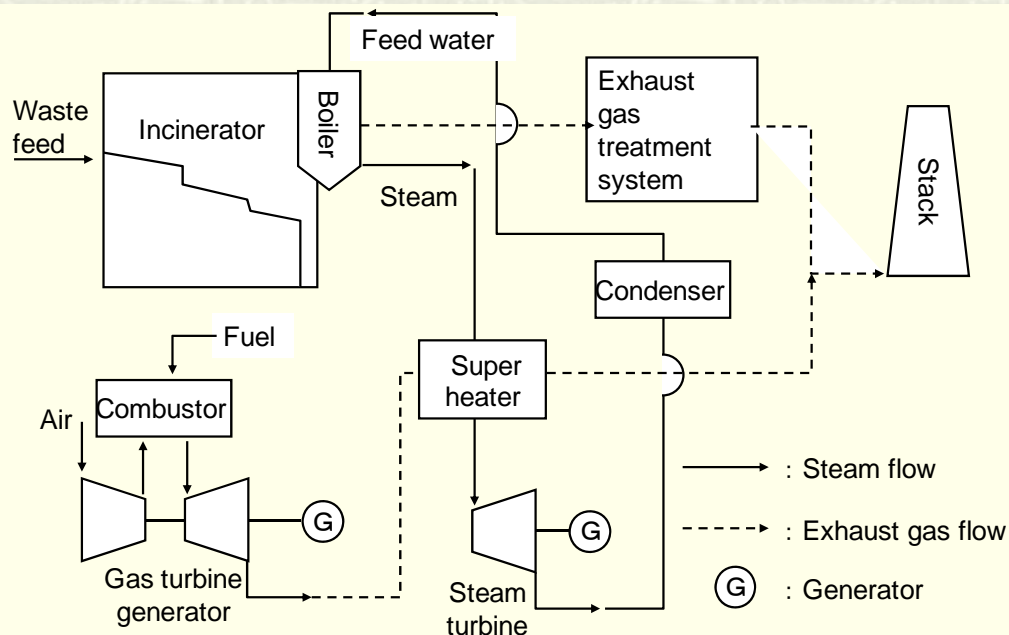 Feed water
Waste
feed
Incinerator
Boiler
Exhaust
gas
treatment
system
Stack
Steam
Condenser
Fuel
Super
heater
Combustor
Air
G
G
Gas turbine
generator
Steam
turbine
: Steam flow
: Exhaust gas flow
G : Generator